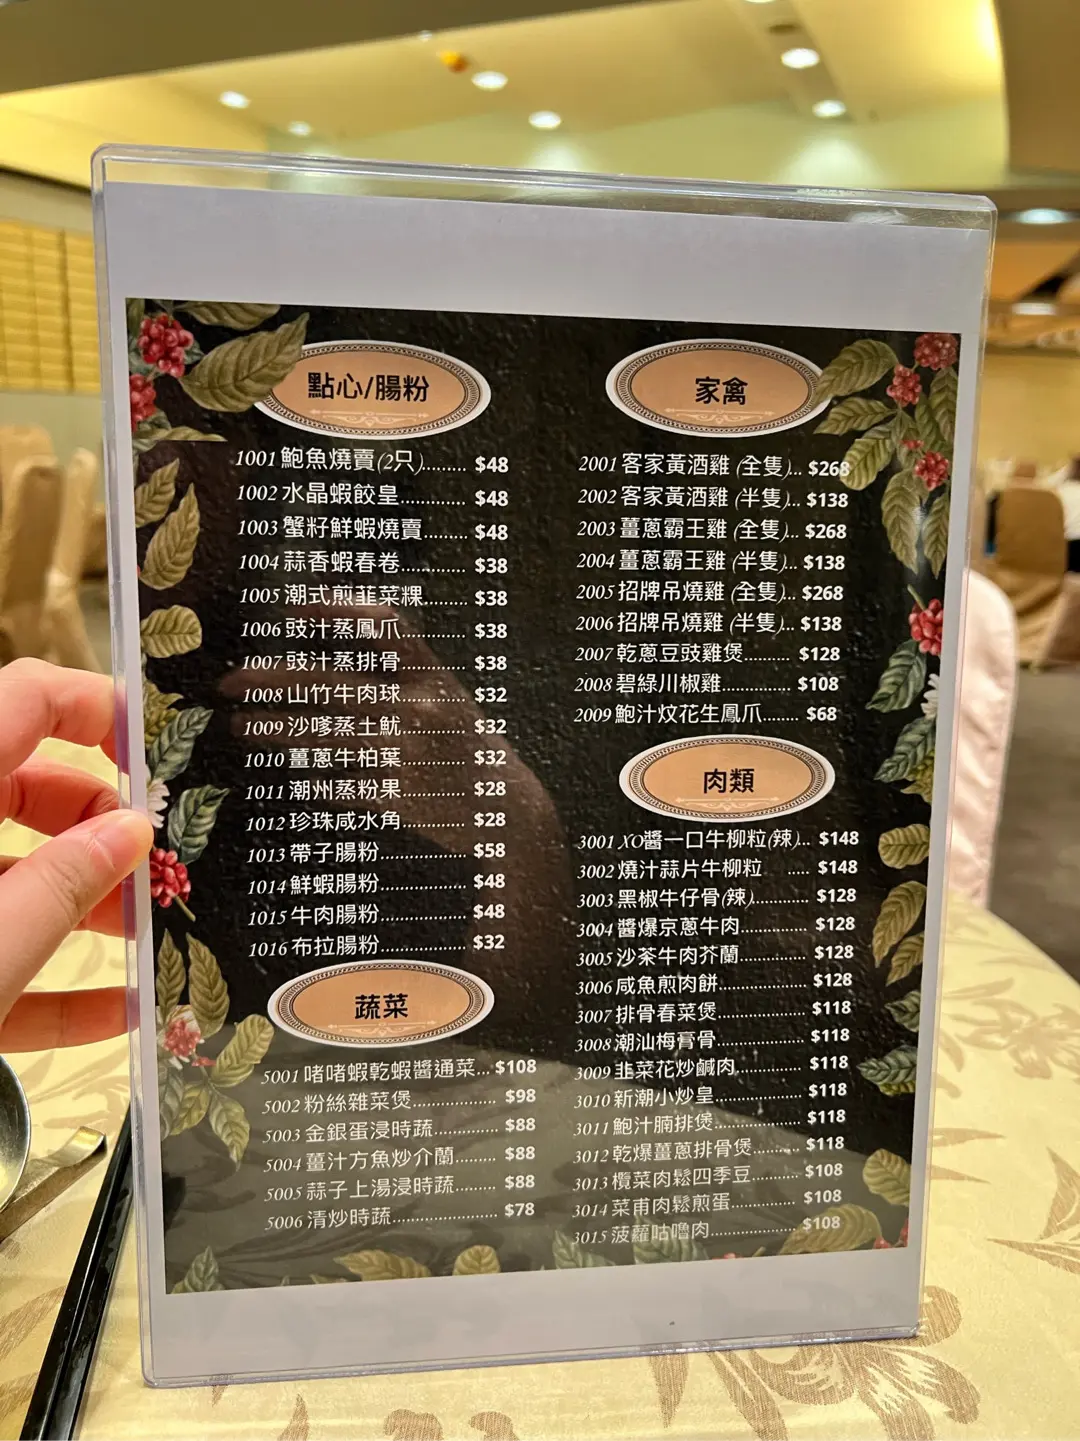 點心/腸粉
1001 鮑魚燒賣(2只)........ $48
1002 水晶蝦餃皇............. $48
1003 蟹籽鮮蝦燒賣......... $48
1004 蒜香蝦春卷............. $38
1005 潮式煎韮菜粿......... $38
1006 豉汁蒸鳳爪............. $38
1007 豉汁蒸排骨............. $38
1008 山竹牛肉球............. $32
1009 沙嗲蒸土魷............. $32
1010 薑蔥牛柏葉............. $32
1011 潮州蒸粉果............. $28
1012 珍珠咸水角............. $28
1013 帶子腸粉................. $58
1014 鮮蝦腸粉................. $48
1015 牛肉腸粉................. $48
1016 布拉腸粉................. $32
蔬菜
5001 啫啫蝦乾蝦醬通菜... $108
5002 粉絲雜菜煲................. $98
5003 金銀蛋浸時蔬............. $88
5004 薑汁方魚炒介蘭......... $88
5005 蒜子上湯浸時蔬......... $88
5006 清炒時蔬..................... $78
家禽
2001 客家黃酒雞 (全隻)... $268
2002 客家黃酒雞 (半隻)... $138
2003 薑蔥霸王雞 (全隻)... $268
2004 薑蔥霸王雞 (半隻)... $138
2005 招牌吊燒雞 (全隻)... $268
2006 招牌吊燒雞 (半隻)... $138
2007 乾蔥豆豉雞煲.......... $128
2008 碧綠川椒雞............... $108
2009 鮑汁炆花生鳳爪........ $68
肉類
3001 XO醬一口牛柳粒(辣)... $148
3002 燒汁蒜片牛柳粒 ..... $148
3003 黑椒牛仔骨(辣)............ $128
3004 醬爆京蔥牛肉............... $128
3005 沙茶牛肉芥蘭............... $128
3006 咸魚煎肉餅................... $128
3007 排骨春菜煲................... $118
3008 潮汕梅膏骨................... $118
3009 韭菜花炒鹹肉............... $118
3010 新潮小炒皇................... $118
3011 鮑汁腩排煲................... $118
3012 乾爆薑蔥排骨煲........... $118
3013 欖菜肉鬆四季豆........... $108
3014 菜甫肉鬆煎蛋............... $108
3015 菠蘿咕嚕肉................... $108